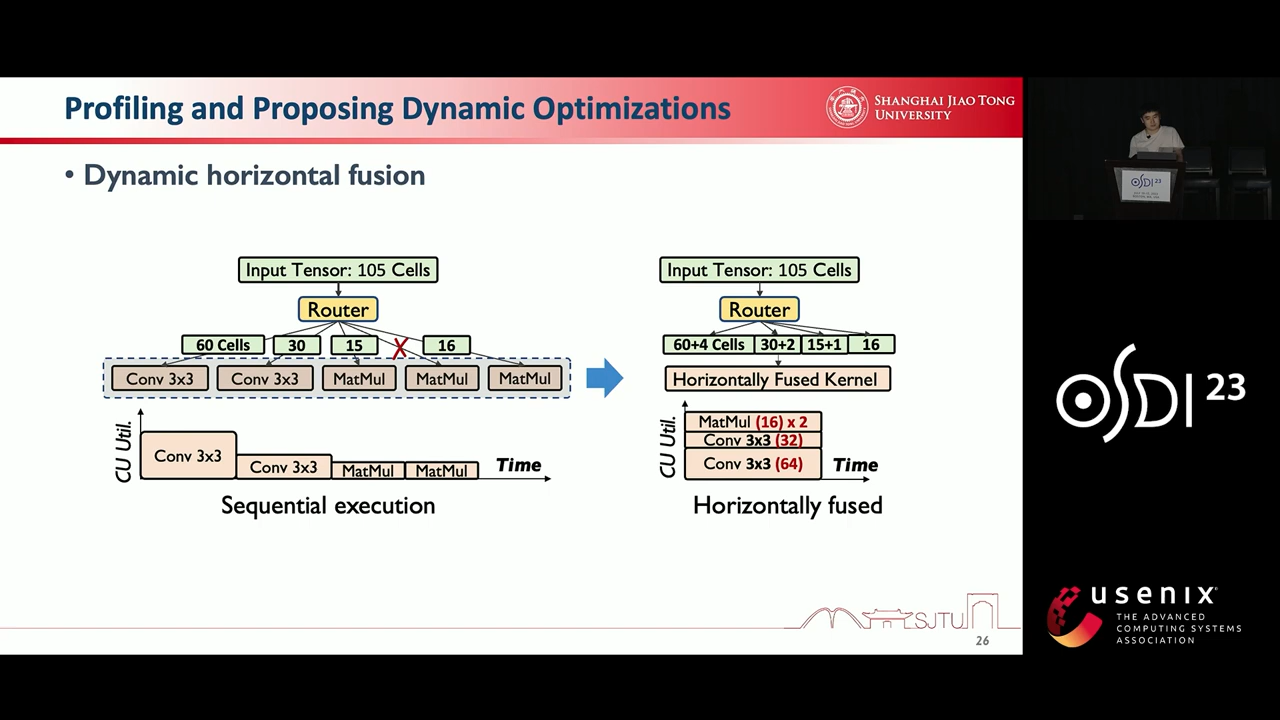 Profiling and Proposing Dynamic Optimizations
SHANGHAI JIAO TONG
UNIVERSITY
• Dynamic horizontal fusion
Input Tensor: 105 Cells
Router
60 Cells
30
15
16
Conv 3x3
Conv 3x3
MatMul
MatMul
MatMul
CU Util.
Conv 3x3
Conv 3x3
MatMul
MatMul
Time
Sequential execution
Input Tensor: 105 Cells
Router
60+4 Cells
30+2
15+1
16
Horizontally Fused Kernel
CU Util.
MatMul (16) x 2
Conv 3x3 (32)
Conv 3x3 (64)
Time
Horizontally fused
SJTU
26
OSDI 23
OSDI 23
usenix
THE ADVANCED
COMPUTING SYSTEMS
ASSOCIATION